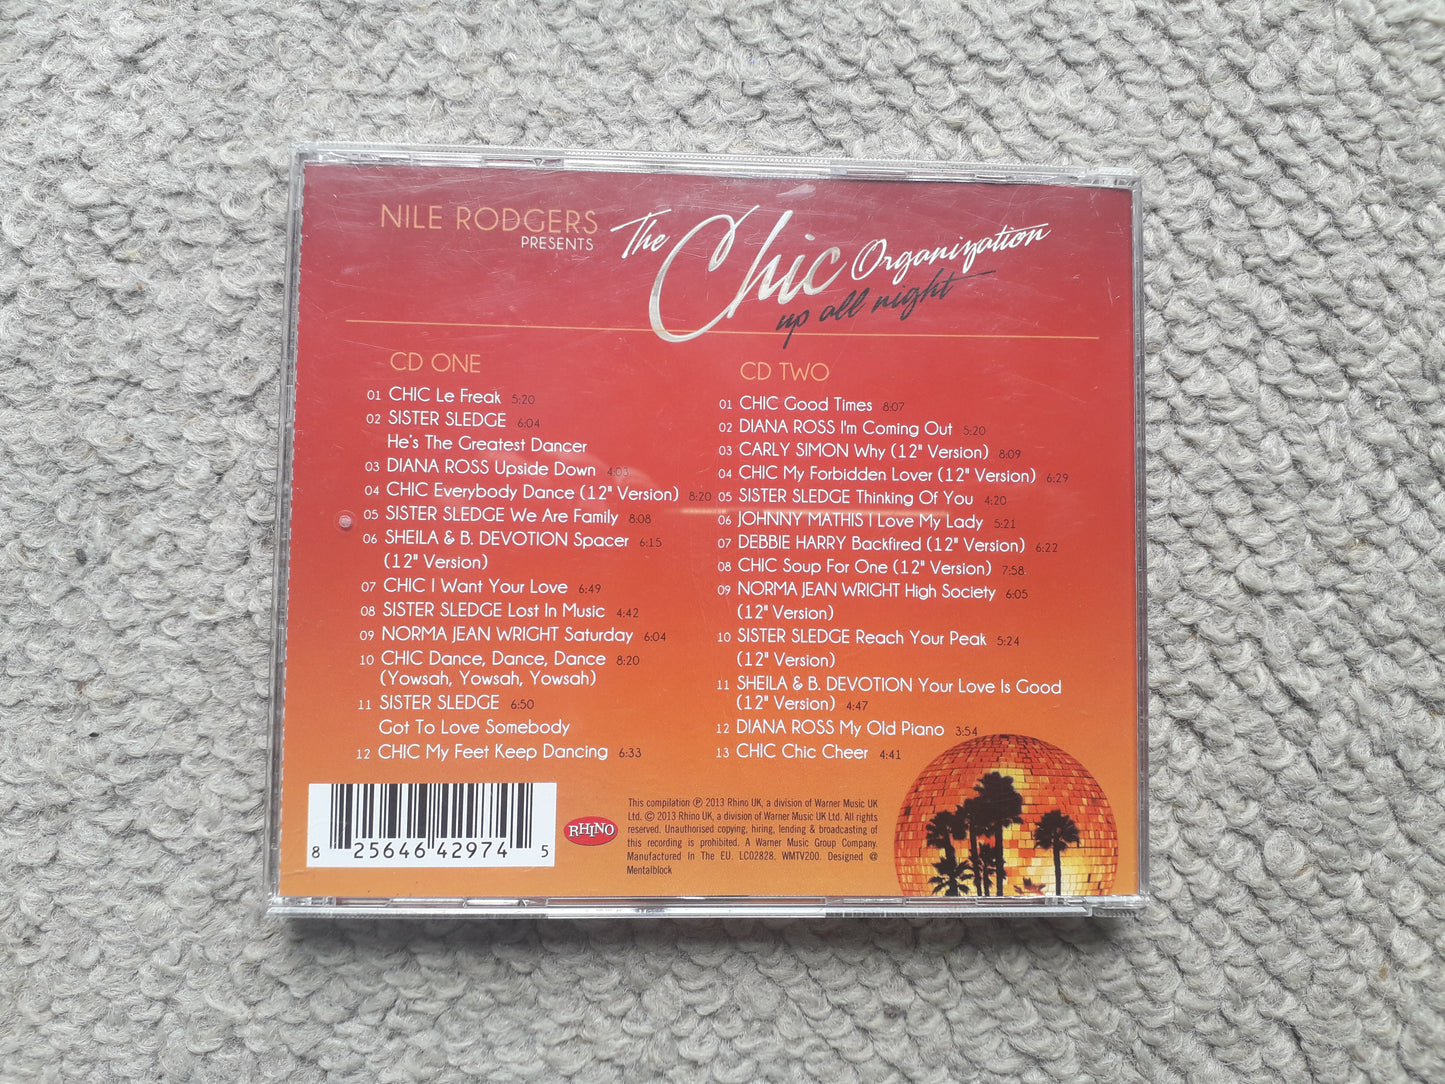 NILE RODGERS
PRESENTS
The Chic Organization
up all night
CD ONE
01 CHIC Le Freak 5:20
02 SISTER SLEDGE 6:04
He's The Greatest Dancer
03 DIANA ROSS Upside Down 4:03
04 CHIC Everybody Dance (12" Version) 8:20
05 SISTER SLEDGE We Are Family 8:08
06 SHEILA & B. DEVOTION Spacer 6:15
(12" Version)
07 CHIC I Want Your Love 6:49
08 SISTER SLEDGE Lost In Music 4:42
09 NORMA JEAN WRIGHT Saturday 6:04
10 CHIC Dance, Dance, Dance 8:20
(Yowsah, Yowsah, Yowsah)
11 SISTER SLEDGE 6:50
Got To Love Somebody
12 CHIC My Feet Keep Dancing 6:33
CD TWO
01 CHIC Good Times 8:07
02 DIANA ROSS I'm Coming Out 5:20
03 CARLY SIMON Why (12" Version) 8:09
04 CHIC My Forbidden Lover (12" Version) 6:29
05 SISTER SLEDGE Thinking Of You 4:20
06 JOHNNY MATHIS I Love My Lady 5:21
07 DEBBIE HARRY Backfired (12" Version) 6:22
08 CHIC Soup For One (12" Version) 7:58
09 NORMA JEAN WRIGHT High Society 6:05
(12" Version)
10 SISTER SLEDGE Reach Your Peak 5:24
(12" Version)
11 SHEILA & B. DEVOTION Your Love Is Good
(12" Version) 4:47
12 DIANA ROSS My Old Piano 3:54
13 CHIC Chic Cheer 4:41
8 25646 42974 5
RHINO
This compilation ℗ 2013 Rhino UK, a division of Warner Music UK
Ltd. © 2013 Rhino UK, a division of Warner Music UK Ltd. All rights
reserved. Unauthorised copying, hiring, lending & broadcasting of
this recording is prohibited. A Warner Music Group Company.
Manufactured In The EU. LC02828. WMTV200. Designed @
Mentalblock